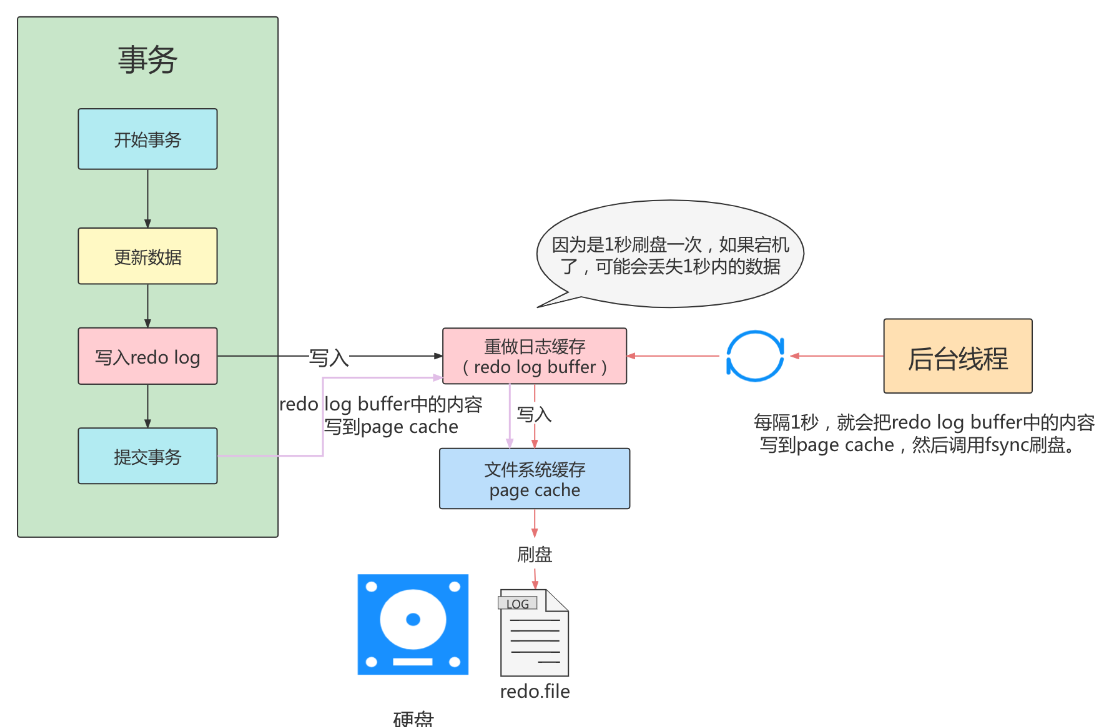 事务
开始事务
更新数据
写入redo log
提交事务
写入
redo log buffer中的内容
写到page cache
因为是1秒刷盘一次，如果宕机
了，可能会丢失1秒内的数据
重做日志缓存
（redo log buffer）
写入
文件系统缓存
page cache
刷盘
LOG
redo.file
硬盘
后台线程
每隔1秒，就会把redo log buffer中的内容
写到page cache，然后调用fsync刷盘。